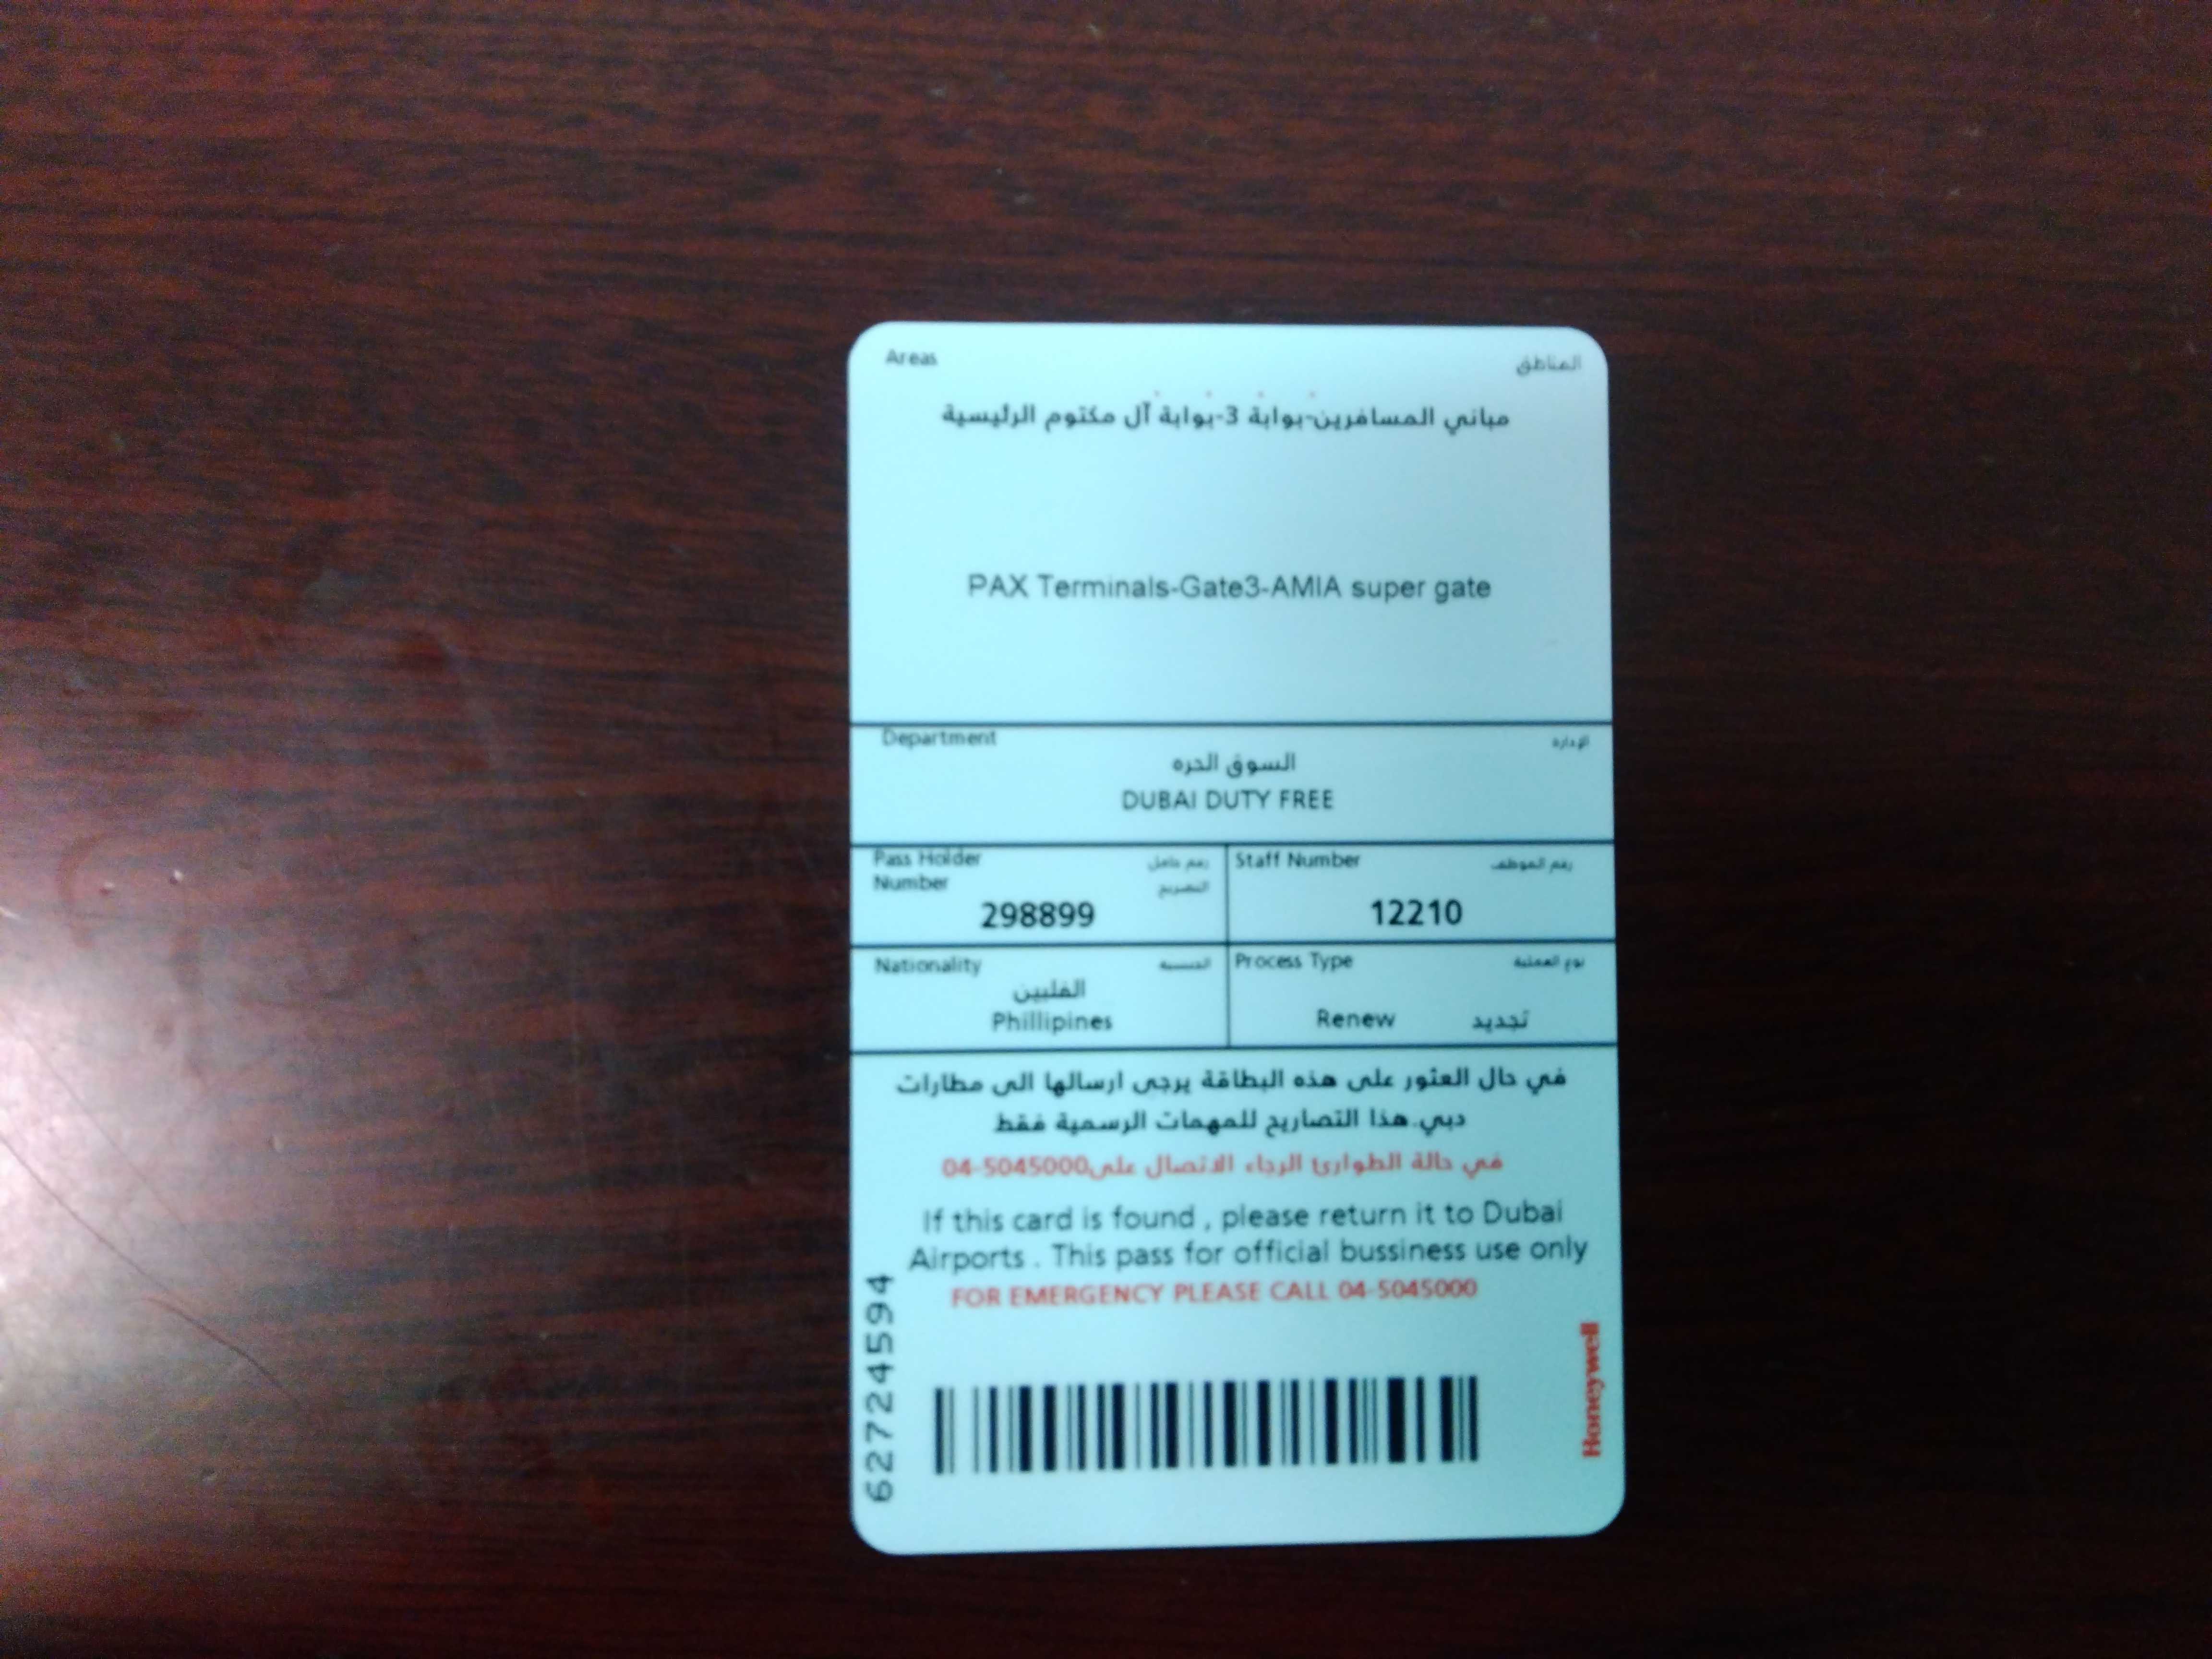 Areas المناطق
مباني المسافرين-بوابة 3-بوابة آل مكتوم الرئيسية
PAX Terminals-Gate3-AMIA super gate
Department الإدارة
السوق الحره
DUBAI DUTY FREE
Pass Holder رقم حامل
Number التصريح
298899
Staff Number رقم الموظف
12210
Nationality الجنسية
الفلبين
Phillipines
Process Type نوع العملية
Renew تجديد
في حال العثور على هذه البطاقة يرجى ارسالها الى مطارات
دبي.هذا التصاريح للمهمات الرسمية فقط
في حالة الطوارئ الرجاء الاتصال على04-5045000
If this card is found , please return it to Dubai
Airports . This pass for official bussiness use only
FOR EMERGENCY PLEASE CALL 04-5045000
62724594
Honeywell